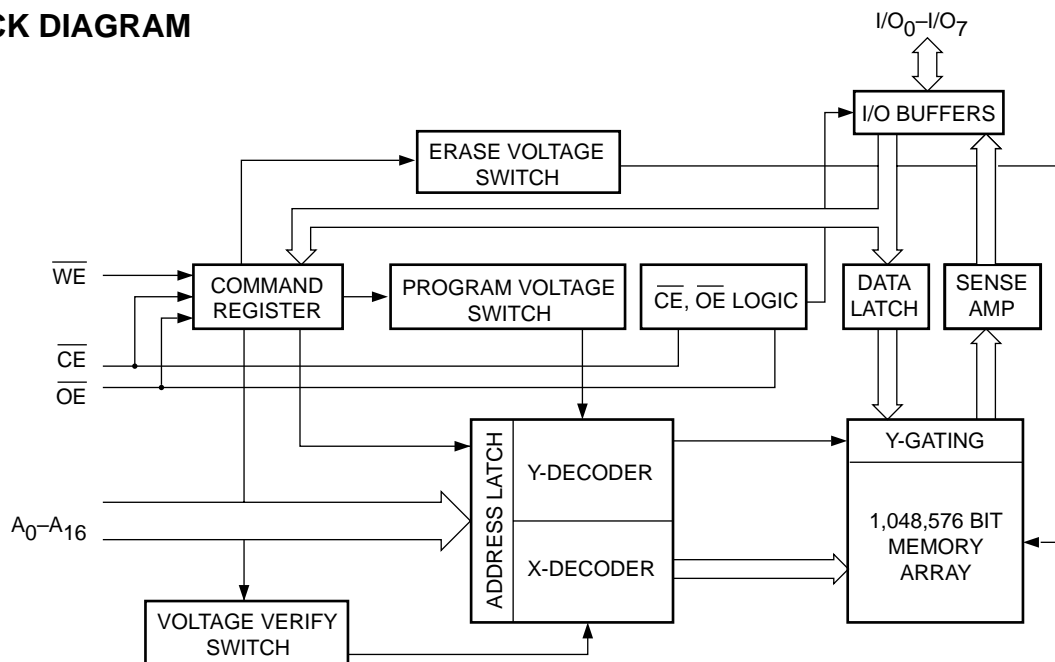 CK DIAGRAM
I/O0–I/O7
I/O BUFFERS
ERASE VOLTAGE
SWITCH
WE
COMMAND
REGISTER
PROGRAM VOLTAGE
SWITCH
CE, OE LOGIC
DATA
LATCH
SENSE
AMP
CE
OE
ADDRESS LATCH
Y-DECODER
X-DECODER
Y-GATING
1,048,576 BIT
MEMORY
ARRAY
A0–A16
VOLTAGE VERIFY
SWITCH